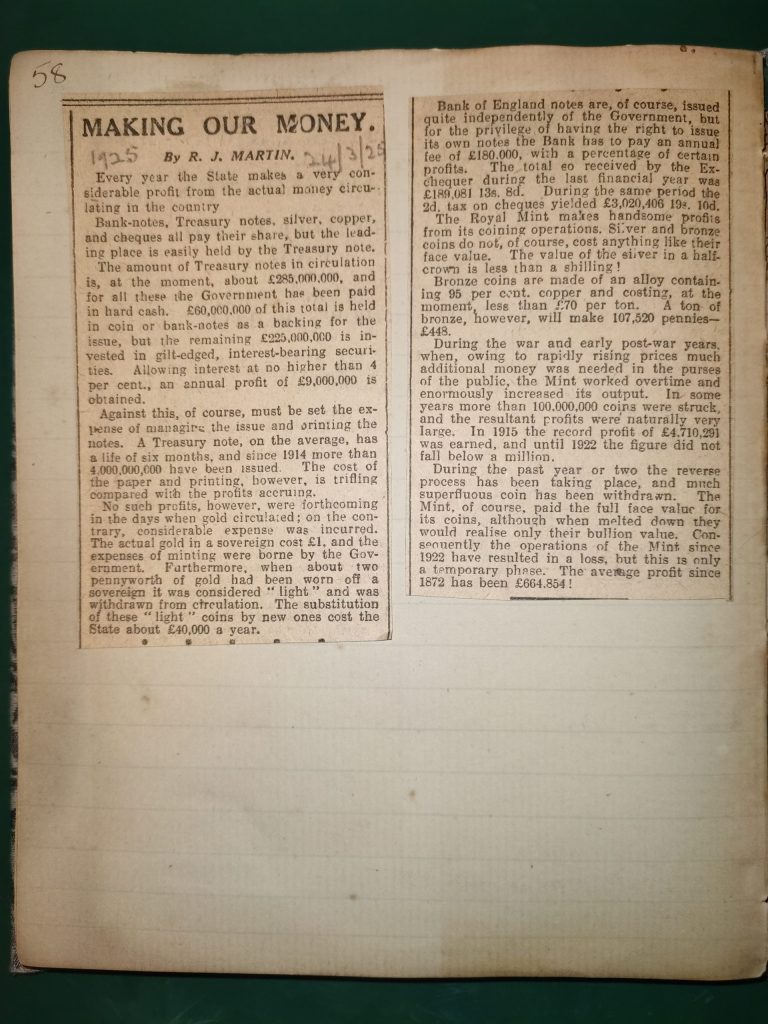 58
MAKING OUR MONEY.
1925 By R. J. MARTIN. 24/3/25
Every year the State makes a very con-
siderable profit from the actual money circu-
lating in the country
Bank-notes, Treasury notes, silver, copper,
and cheques all pay their share, but the lead-
ing place is easily held by the Treasury note.
The amount of Treasury notes in circulation
is, at the moment, about £285,000,000, and
for all these the Government has been paid
in hard cash. £60,000,000 of this total is held
in coin or bank-notes as a backing for the
issue, but the remaining £225,000,000 is in-
vested in gilt-edged, interest-bearing securi-
ties. Allowing interest at no higher than 4
per cent., an annual profit of £9,000,000 is
obtained.
Against this, of course, must be set the ex-
pense of managing the issue and printing the
notes. A Treasury note, on the average, has
a life of six months, and since 1914 more than
4,000,000,000 have been issued. The cost of
the paper and printing, however, is trifling
compared with the profits accruing.
No such profits, however, were forthcoming
in the days when gold circulated; on the con-
trary, considerable expense was incurred.
The actual gold in a sovereign cost £1, and the
expenses of minting were borne by the Gov-
ernment. Furthermore, when about two
pennyworth of gold had been worn off a
sovereign it was considered "light" and was
withdrawn from circulation. The substitution
of these "light" coins by new ones cost the
State about £40,000 a year.
Bank of England notes are, of course, issued
quite independently of the Government, but
for the privilege of having the right to issue
its own notes the Bank has to pay an annual
fee of £180,000, with a percentage of certain
profits. The total so received by the Ex-
chequer during the last financial year was
£189,081 13s. 8d. During the same period the
2d. tax on cheques yielded £3,020,406 19s. 10d.
The Royal Mint makes handsome profits
from its coining operations. Silver and bronze
coins do not, of course, cost anything like their
face value. The value of the silver in a half-
crown is less than a shilling!
Bronze coins are made of an alloy contain-
ing 95 per cent. copper and costing, at the
moment, less than £70 per ton. A ton of
bronze, however, will make 107,520 pennies—
£448.
During the war and early post-war years,
when, owing to rapidly rising prices much
additional money was needed in the purses
of the public, the Mint worked overtime and
enormously increased its output. In some
years more than 100,000,000 coins were struck,
and the resultant profits were naturally very
large. In 1915 the record profit of £4,710,291
was earned, and until 1922 the figure did not
fall below a million.
During the past year or two the reverse
process has been taking place, and much
superfluous coin has been withdrawn. The
Mint, of course, paid the full face value for
its coins, although when melted down they
would realise only their bullion value. Con-
sequently the operations of the Mint since
1922 have resulted in a loss, but this is only
a temporary phase. The average profit since
1872 has been £664,854!